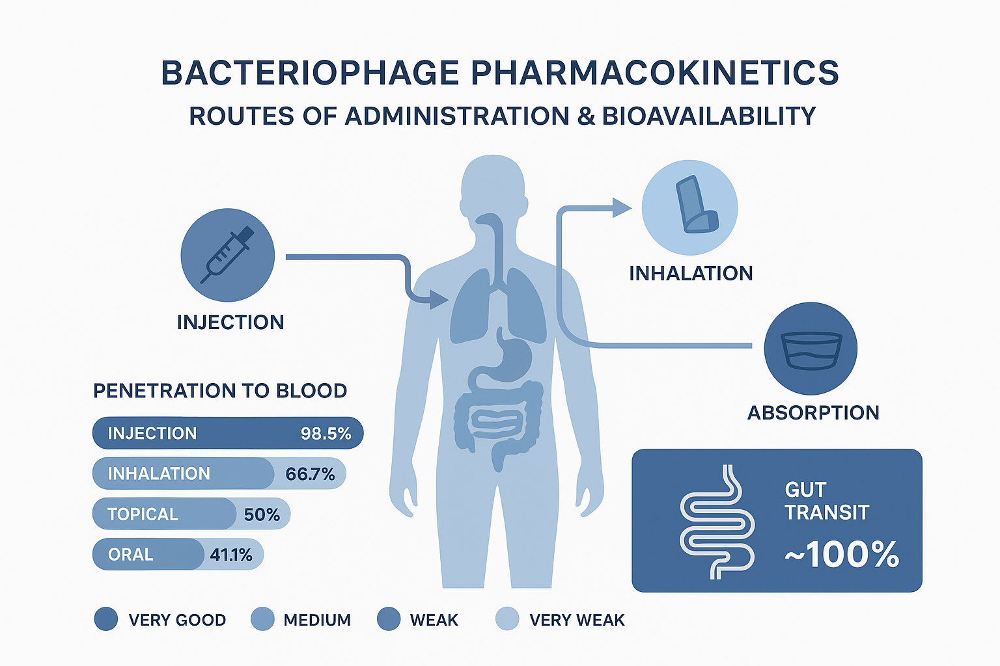 BACTERIOPHAGE PHARMACOKINETICS
ROUTES OF ADMINISTRATION & BIOAVAILABILITY
INJECTION
INHALATION
ABSORPTION
PENETRATION TO BLOOD
INJECTION 98.5%
INHALATION 66.7%
TOPICAL 50%
ORAL 41.1%
GUT
TRANSIT
~100%
VERY GOOD
MEDIUM
WEAK
VERY WEAK